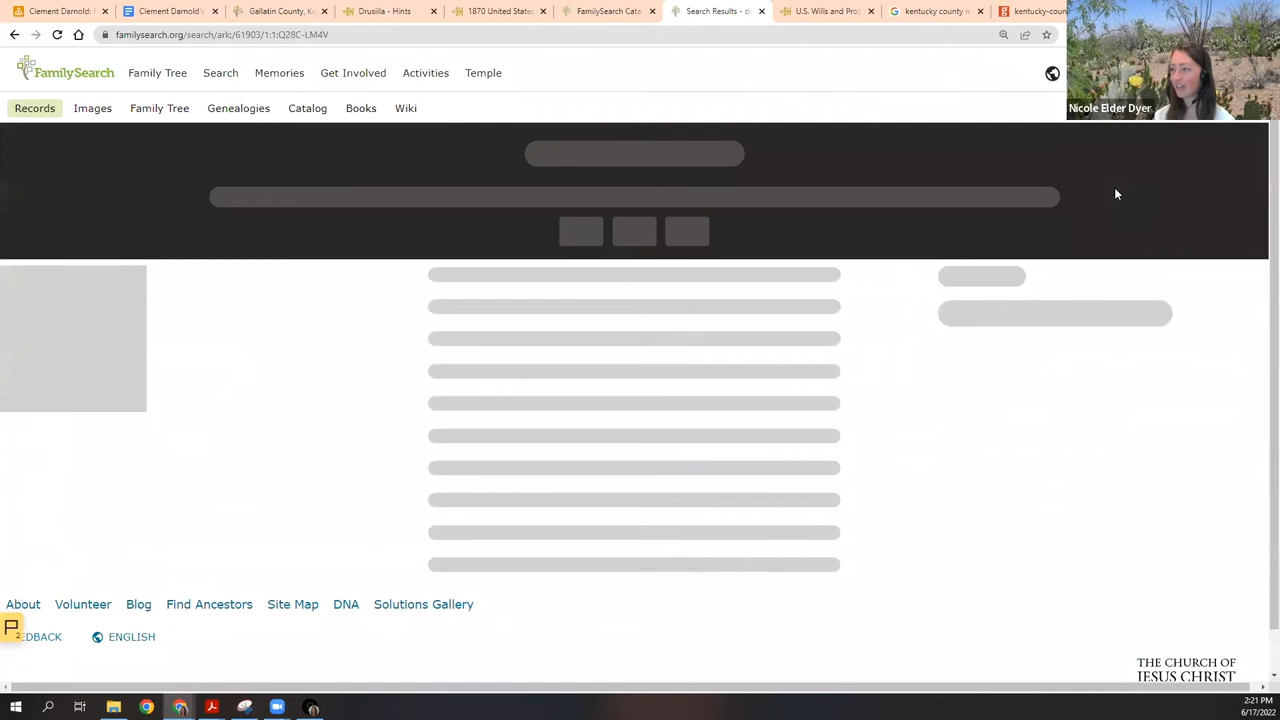 Clement Darnold: F
Clement Darnold's
Gallatin County, Ke
Drusilla - Hints
1870 United States
FamilySearch Cata
Search Results - d
U.S. Wills and Prob
kentucky county m
kentucky-coun
familysearch.org/search/ark:/61903/1:1:Q28C-LM4V
FamilySearch
Family Tree
Search
Memories
Get Involved
Activities
Temple
Nicole Elder Dyer
Records
Images
Family Tree
Genealogies
Catalog
Books
Wiki
About
Volunteer
Blog
Find Ancestors
Site Map
DNA
Solutions Gallery
EDBACK
ENGLISH
THE CHURCH OF
JESUS CHRIST
2:21 PM
6/17/2022